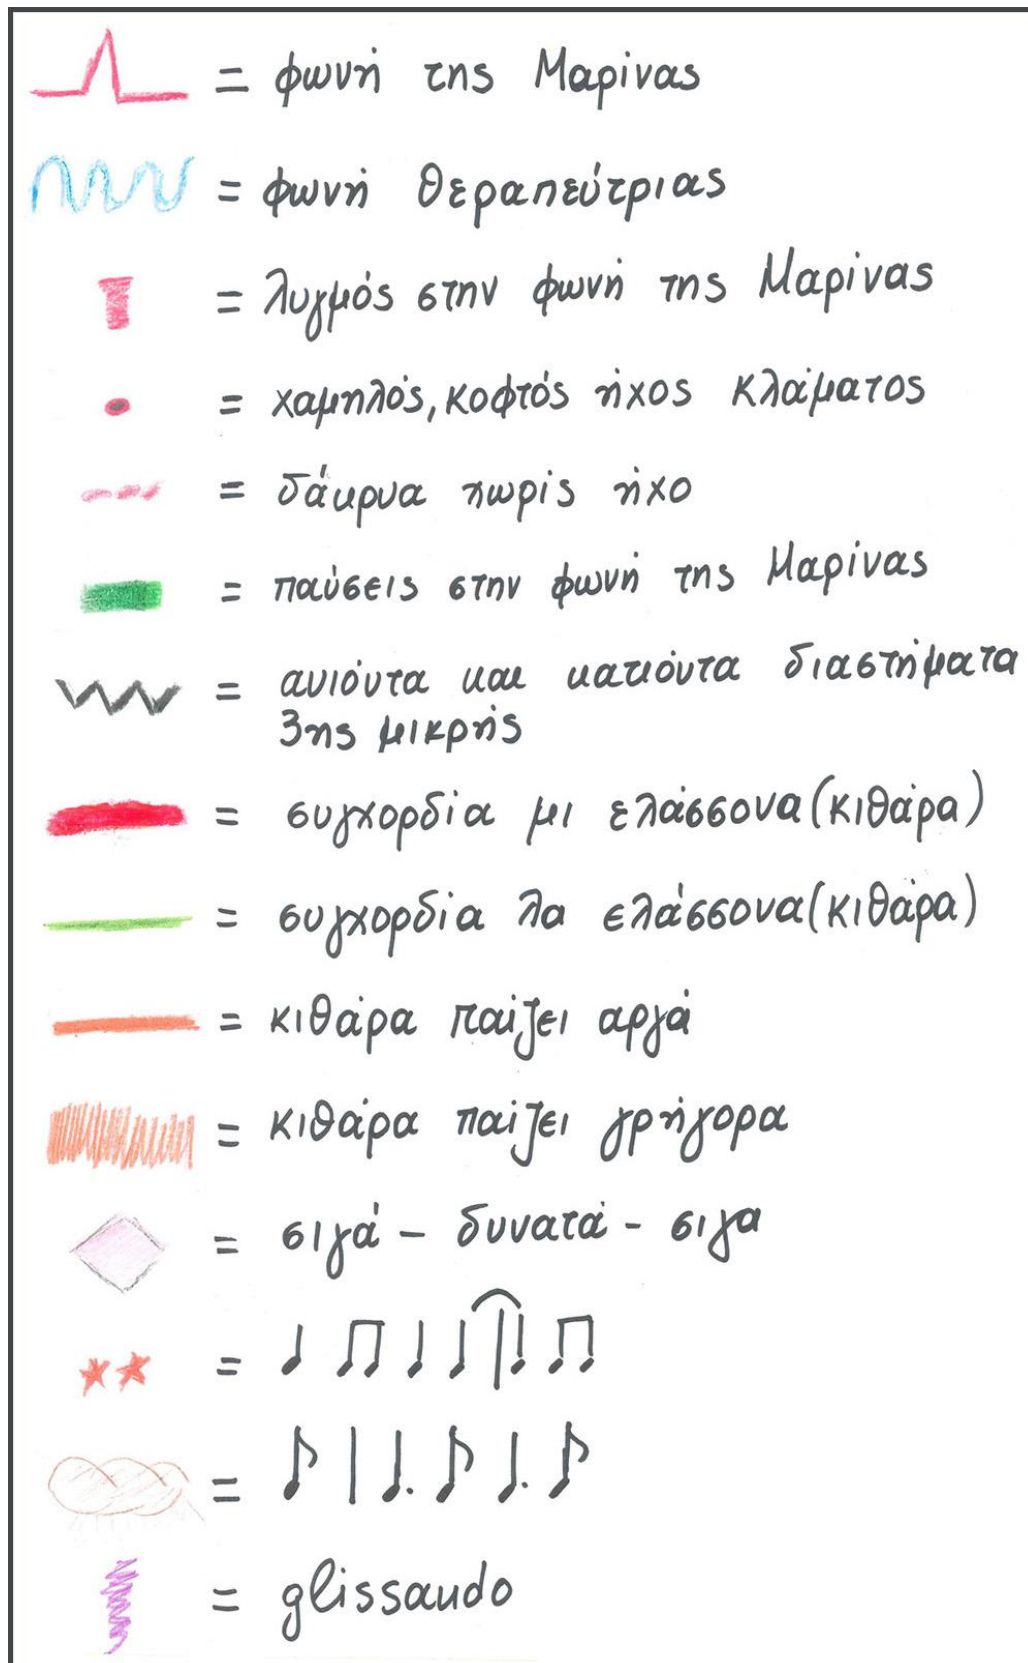 = φωνή της Μαρίνας
= φωνή θεραπεύτριας
= λυγμός στην φωνή της Μαρίνας
= χαμηλός, κοφτός ήχος κλάματος
= δάκρυα χωρίς ήχο
= παύσεις στην φωνή της Μαρίνας
= ανιόντα και κατιόντα διαστήματα
3ης μικρής
= συγχορδία μι ελάσσονα (κιθάρα)
= συγχορδία λα ελάσσονα (κιθάρα)
= κιθάρα παίζει αργά
= κιθάρα παίζει γρήγορα
= σιγά - δυνατά - σιγα
=
=
= glissando